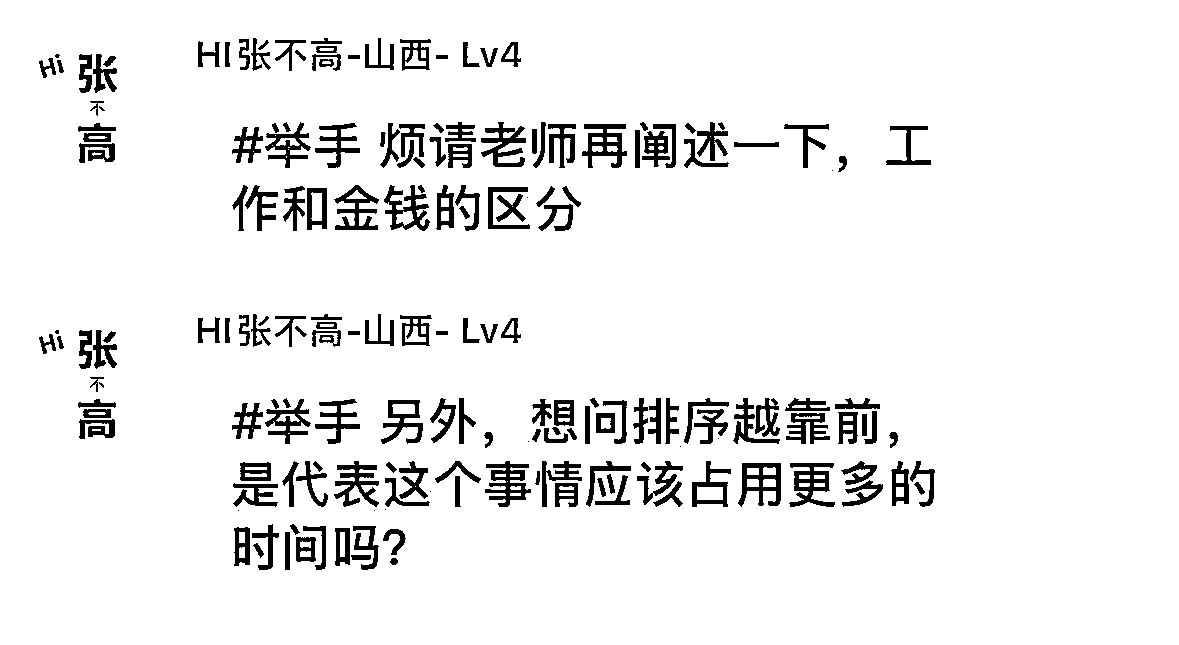 Hi 张
不
高
HI张不高-山西- Lv4
#举手 烦请老师再阐述一下，工
作和金钱的区分
Hi 张
不
高
HI张不高-山西- Lv4
#举手 另外，想问排序越靠前，
是代表这个事情应该占用更多的
时间吗？